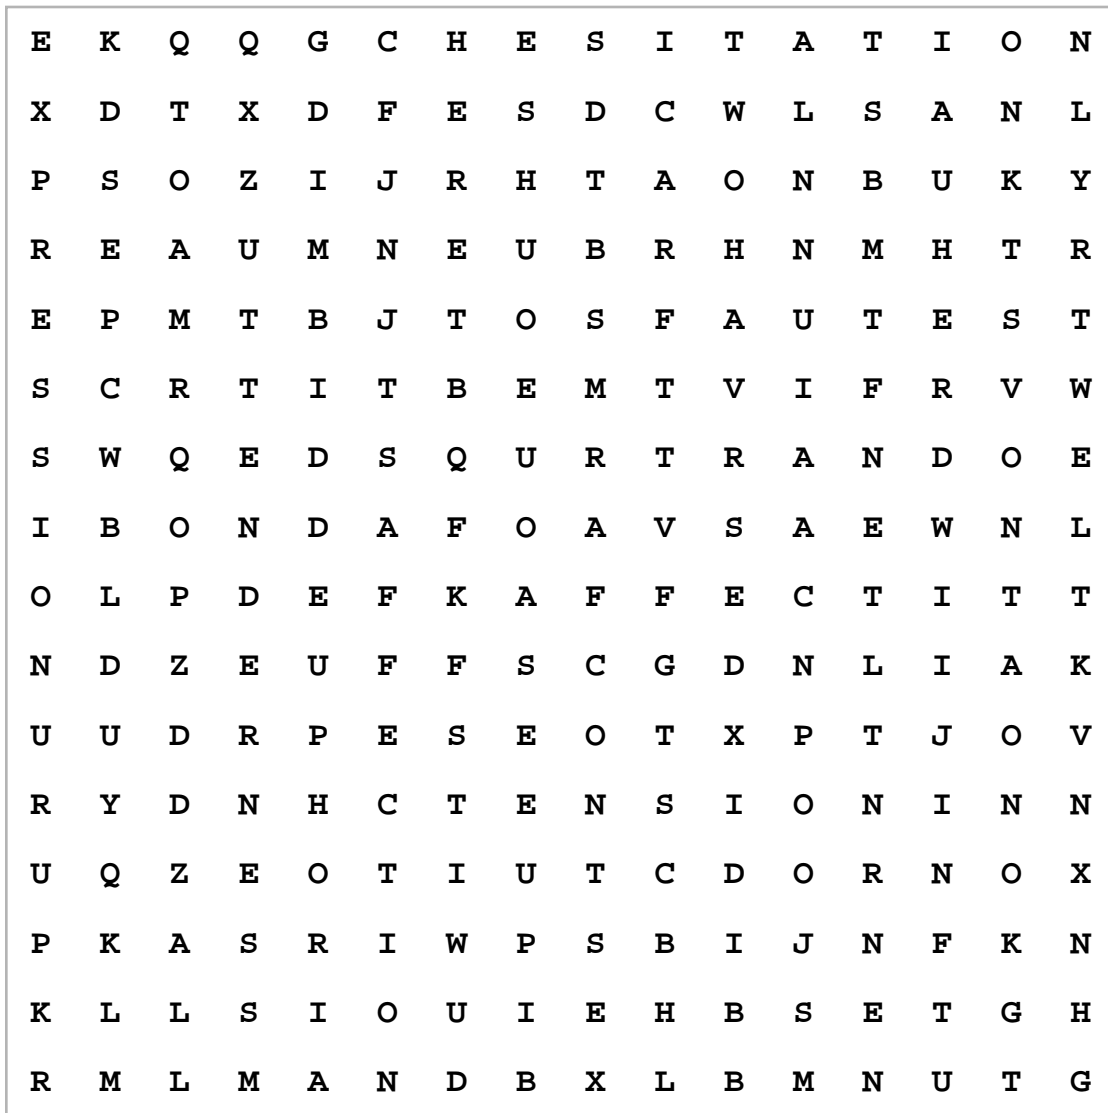 E K Q Q G C H E S I T A T I O N
X D T X D F E S D C W L S A N L
P S O Z I J R H T A O N B U K Y
R E A U M N E U B R H N M H T R
E P M T B J T O S F A U T E S T
S C R T I T B E M T V I F R V W
S W Q E D S Q U R T R A N D O E
I B O N D A F O A V S A E W N L
O L P D E F K A F F E C T I T T
N D Z E U F F S C G D N L I A K
U U D R P E S E O T X P T J O V
R Y D N H C T E N S I O N I N N
U Q Z E O T I U T C D O R N O X
P K A S R I W P S B I J N F K N
K L L S I O U I E H B S E T G H
R M L M A N D B X L B M N U T G